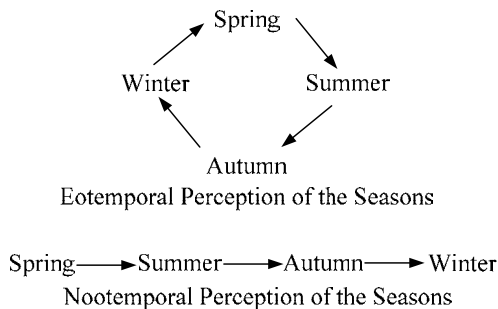 Spring
Winter Summer
Autumn
Eotemporal Perception of the Seasons
Spring Summer Autumn Winter
Nootemporal Perception of the Seasons